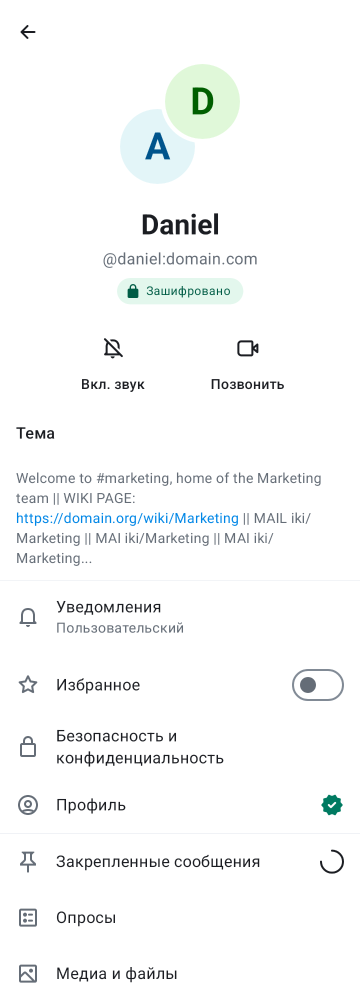 D
A
Daniel
@daniel:domain.com
Зашифровано
Вкл. звук
Позвонить
Тема
Welcome to #marketing, home of the Marketing
team || WIKI PAGE:
https://domain.org/wiki/Marketing || MAIL iki/
Marketing || MAI iki/Marketing || MAI iki/
Marketing...
Уведомления
Пользовательский
Избранное
Безопасность и
конфиденциальность
Профиль
Закрепленные сообщения
Опросы
Медиа и файлы